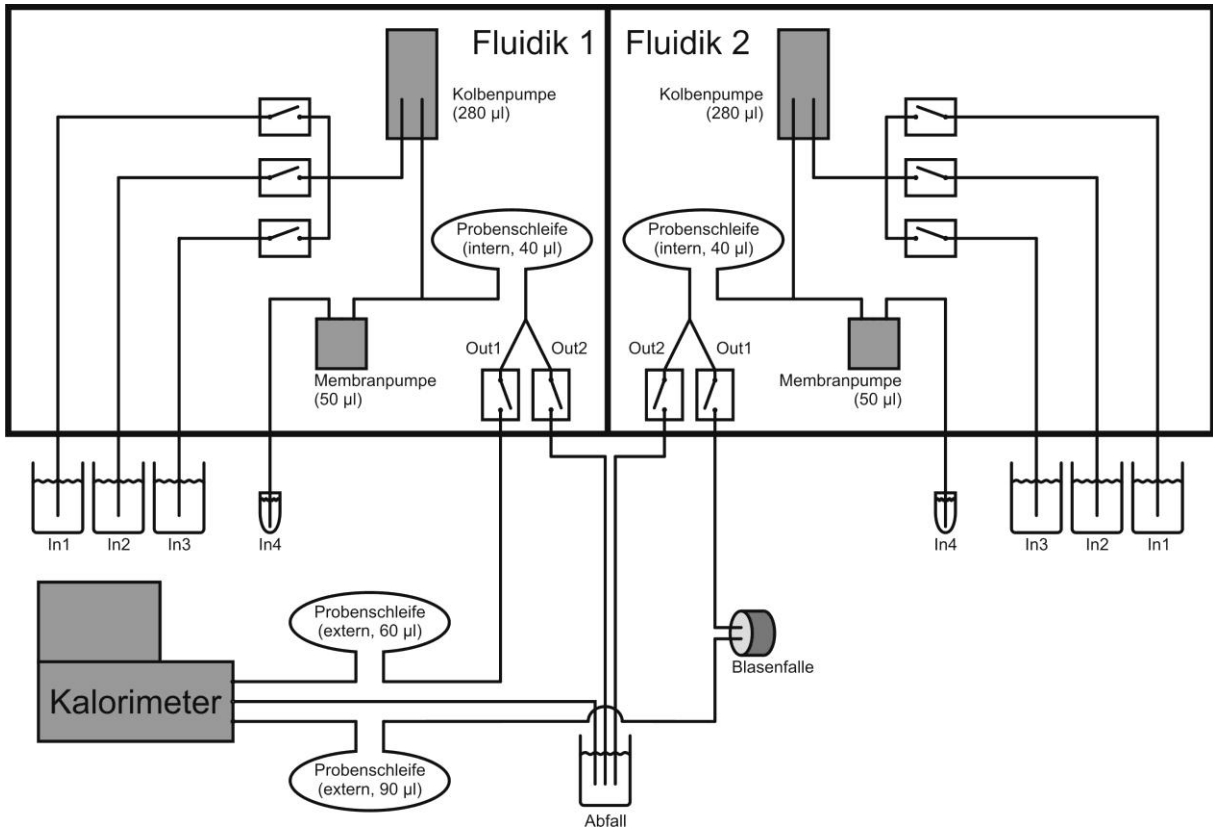 Fluidik 1
Fluidik 2
Kolbenpumpe
(280 µl)
Kolbenpumpe
(280 µl)
Probenschleife
(intern, 40 µl)
Probenschleife
(intern, 40 µl)
Out1
Out2
Out2
Out1
Membranpumpe
(50 µl)
Membranpumpe
(50 µl)
In1
In2
In3
In4
In4
In3
In2
In1
Probenschleife
(extern, 60 µl)
Blasenfalle
Kalorimeter
Probenschleife
(extern, 90 µl)
Abfall